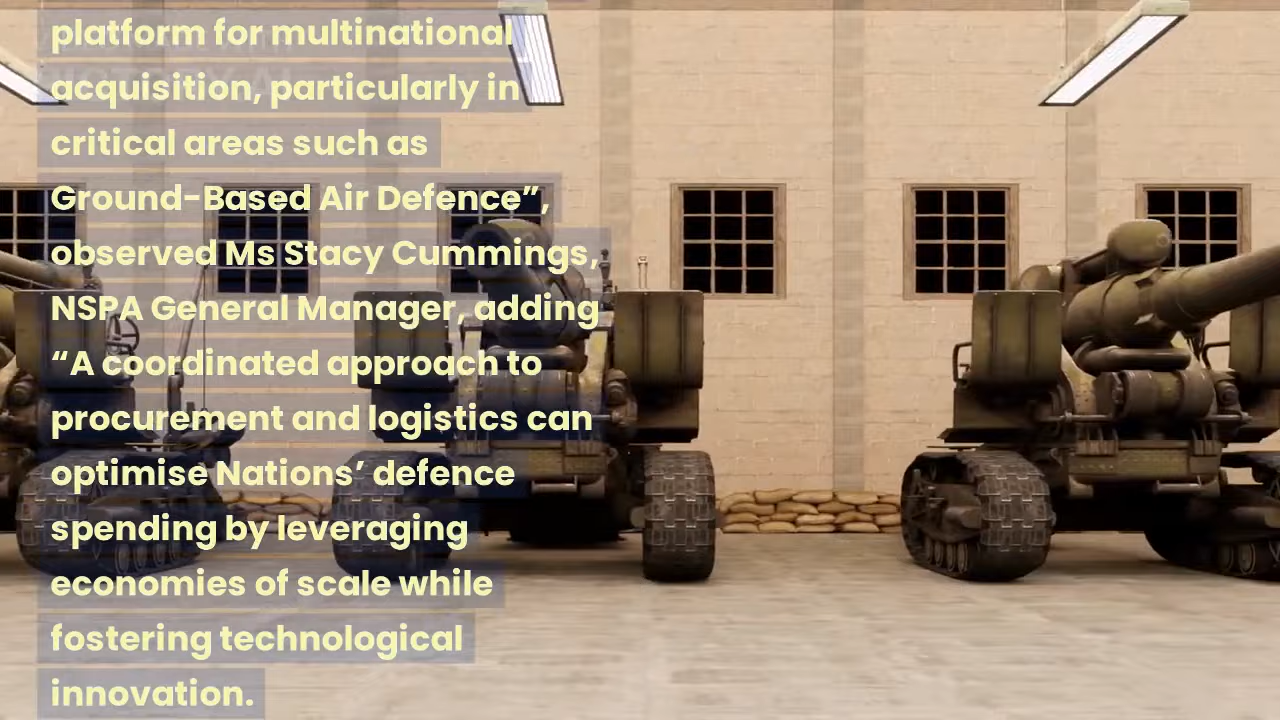 platform for multinational
acquisition, particularly in
critical areas such as
Ground-Based Air Defence”,
observed Ms Stacy Cummings,
NSPA General Manager, adding
“A coordinated approach to
procurement and logistics can
optimise Nations’ defence
spending by leveraging
economies of scale while
fostering technological
innovation.